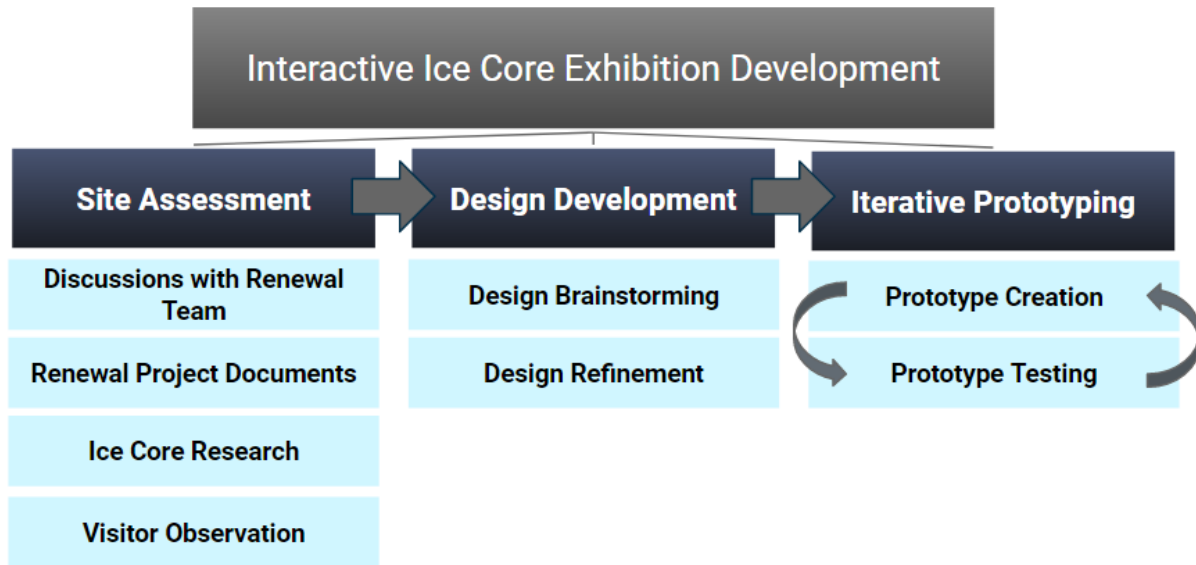 Interactive Ice Core Exhibition Development
Site Assessment
Design Development
Iterative Prototyping
Discussions with Renewal
Team
Renewal Project Documents
Ice Core Research
Visitor Observation
Design Brainstorming
Design Refinement
Prototype Creation
Prototype Testing